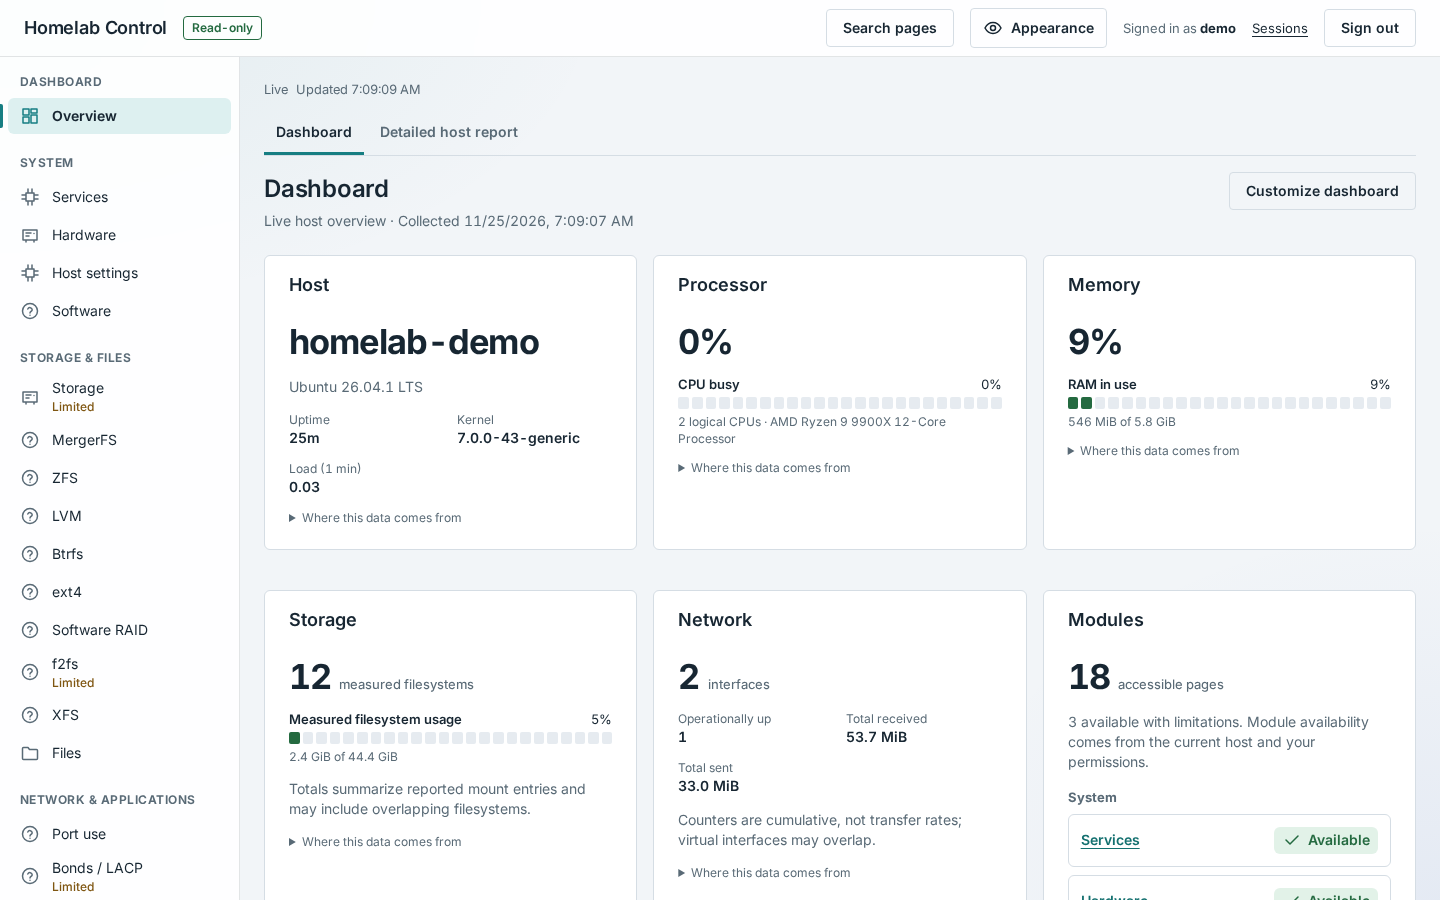 Homelab Control
Read-only
Search pages
Appearance
Signed in as demo
Sessions
Sign out
DASHBOARD
Overview
SYSTEM
Services
Hardware
Host settings
Software
STORAGE & FILES
Storage
Limited
MergerFS
ZFS
LVM
Btrfs
ext4
Software RAID
f2fs
Limited
XFS
Files
NETWORK & APPLICATIONS
Port use
Bonds / LACP
Limited
Live Updated 7:09:09 AM
Dashboard
Detailed host report
Dashboard
Customize dashboard
Live host overview · Collected 11/25/2026, 7:09:07 AM
Host
homelab-demo
Ubuntu 26.04.1 LTS
Uptime
25m
Kernel
7.0.0-43-generic
Load (1 min)
0.03
Where this data comes from
Processor
0%
CPU busy 0%
2 logical CPUs · AMD Ryzen 9 9900X 12-Core
Processor
Where this data comes from
Memory
9%
RAM in use 9%
546 MiB of 5.8 GiB
Where this data comes from
Storage
12 measured filesystems
Measured filesystem usage 5%
2.4 GiB of 44.4 GiB
Totals summarize reported mount entries and
may include overlapping filesystems.
Where this data comes from
Network
2 interfaces
Operationally up
1
Total received
53.7 MiB
Total sent
33.0 MiB
Counters are cumulative, not transfer rates;
virtual interfaces may overlap.
Where this data comes from
Modules
18 accessible pages
3 available with limitations. Module availability
comes from the current host and your
permissions.
System
Services
Available
Hardware
Available